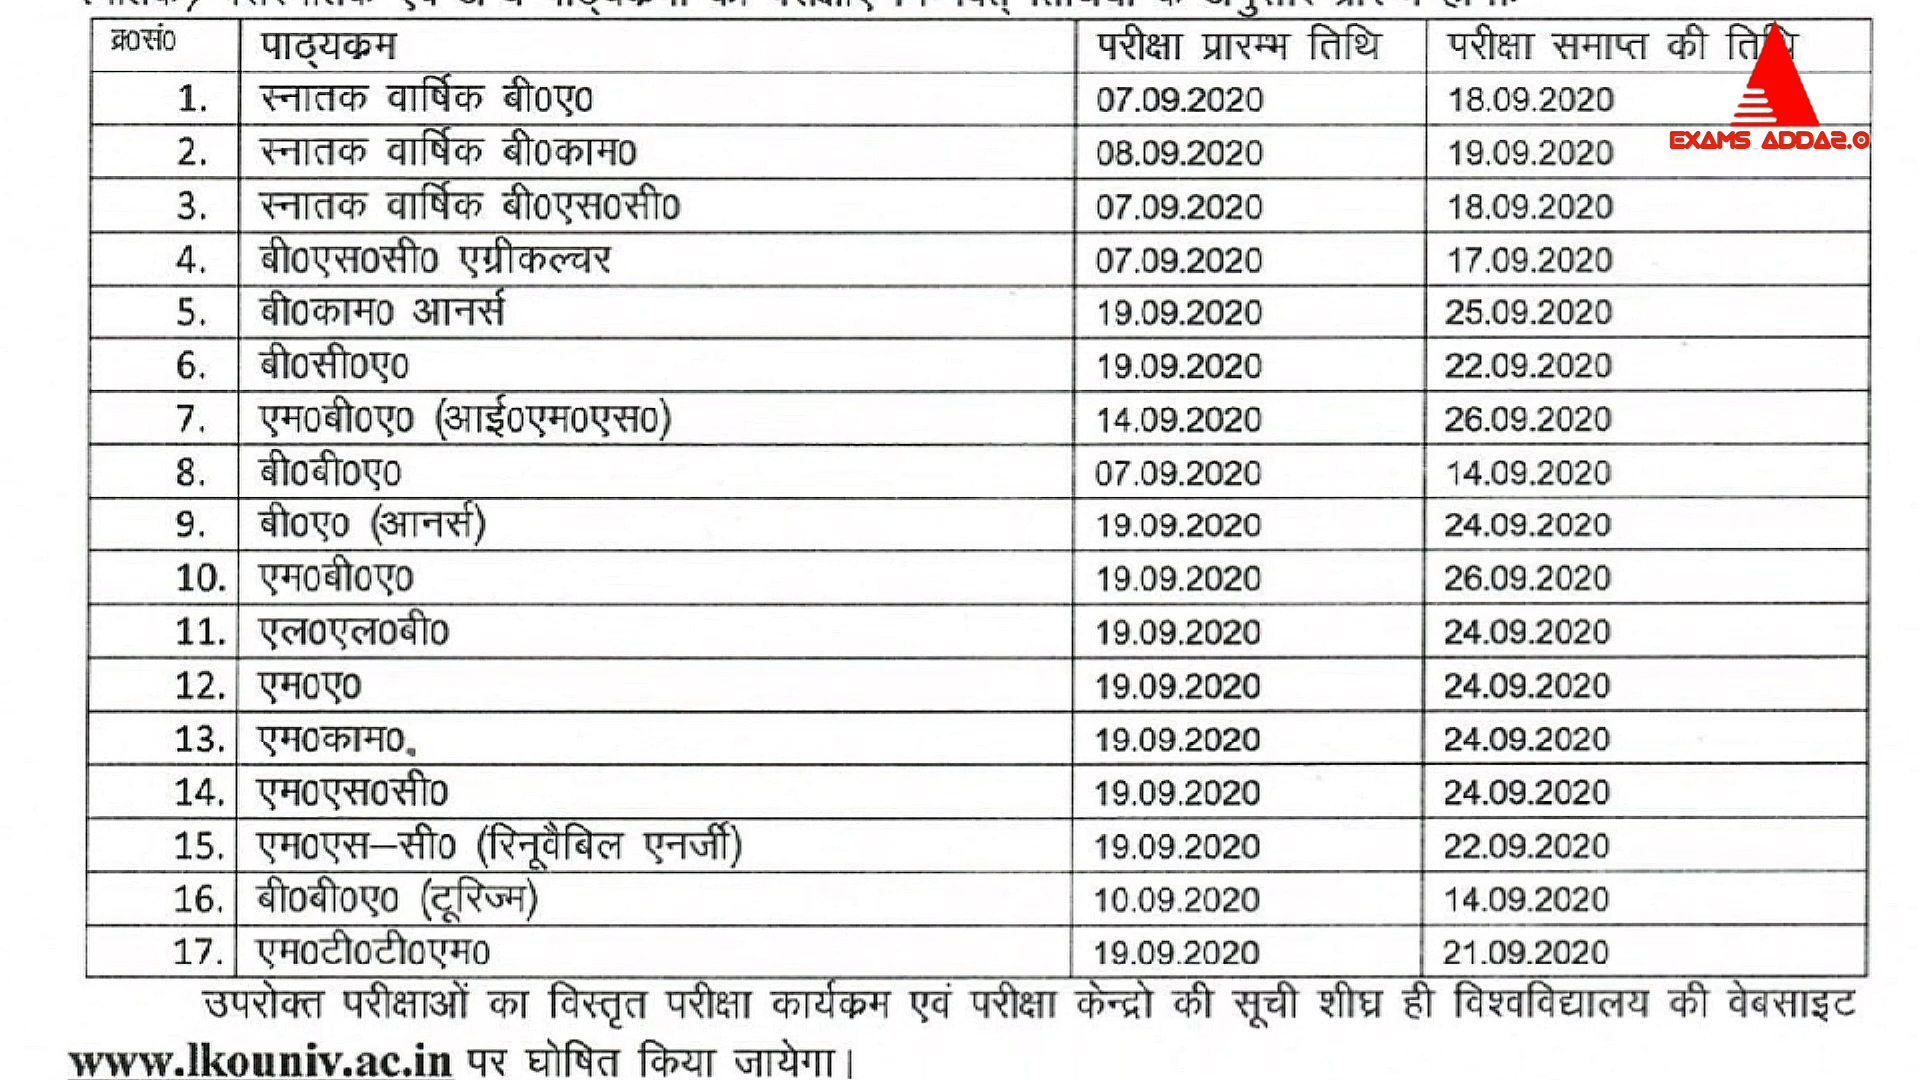 क्र0सं0 पाठ्यक्रम परीक्षा प्रारम्भ तिथि परीक्षा समाप्त की तिथि
1. स्नातक वार्षिक बी0ए0 07.09.2020 18.09.2020
EXAMS ADDA2.0
2. स्नातक वार्षिक बी0काम0 08.09.2020 19.09.2020
3. स्नातक वार्षिक बी0एस0सी0 07.09.2020 18.09.2020
4. बी0एस0सी0 एग्रीकल्चर 07.09.2020 17.09.2020
5. बी0काम0 आनर्स 19.09.2020 25.09.2020
6. बी0सी0ए0 19.09.2020 22.09.2020
7. एम0बी0ए0 (आई0एम0एस0) 14.09.2020 26.09.2020
8. बी0बी0ए0 07.09.2020 14.09.2020
9. बी0ए0 (आनर्स) 19.09.2020 24.09.2020
10. एम0बी0ए0 19.09.2020 26.09.2020
11. एल0एल0बी0 19.09.2020 24.09.2020
12. एम0ए0 19.09.2020 24.09.2020
13. एम0काम0. 19.09.2020 24.09.2020
14. एम0एस0सी0 19.09.2020 24.09.2020
15. एम0एस–सी0 (रिनूवैबिल एनर्जी) 19.09.2020 22.09.2020
16. बी0बी0ए0 (टूरिज्म) 10.09.2020 14.09.2020
17. एम0टी0टी0एम0 19.09.2020 21.09.2020
उपरोक्त परीक्षाओं का विस्तृत परीक्षा कार्यक्रम एवं परीक्षा केन्द्रो की सूची शीघ्र ही विश्वविद्यालय की वेबसाइट
www.lkouniv.ac.in पर घोषित किया जायेगा।